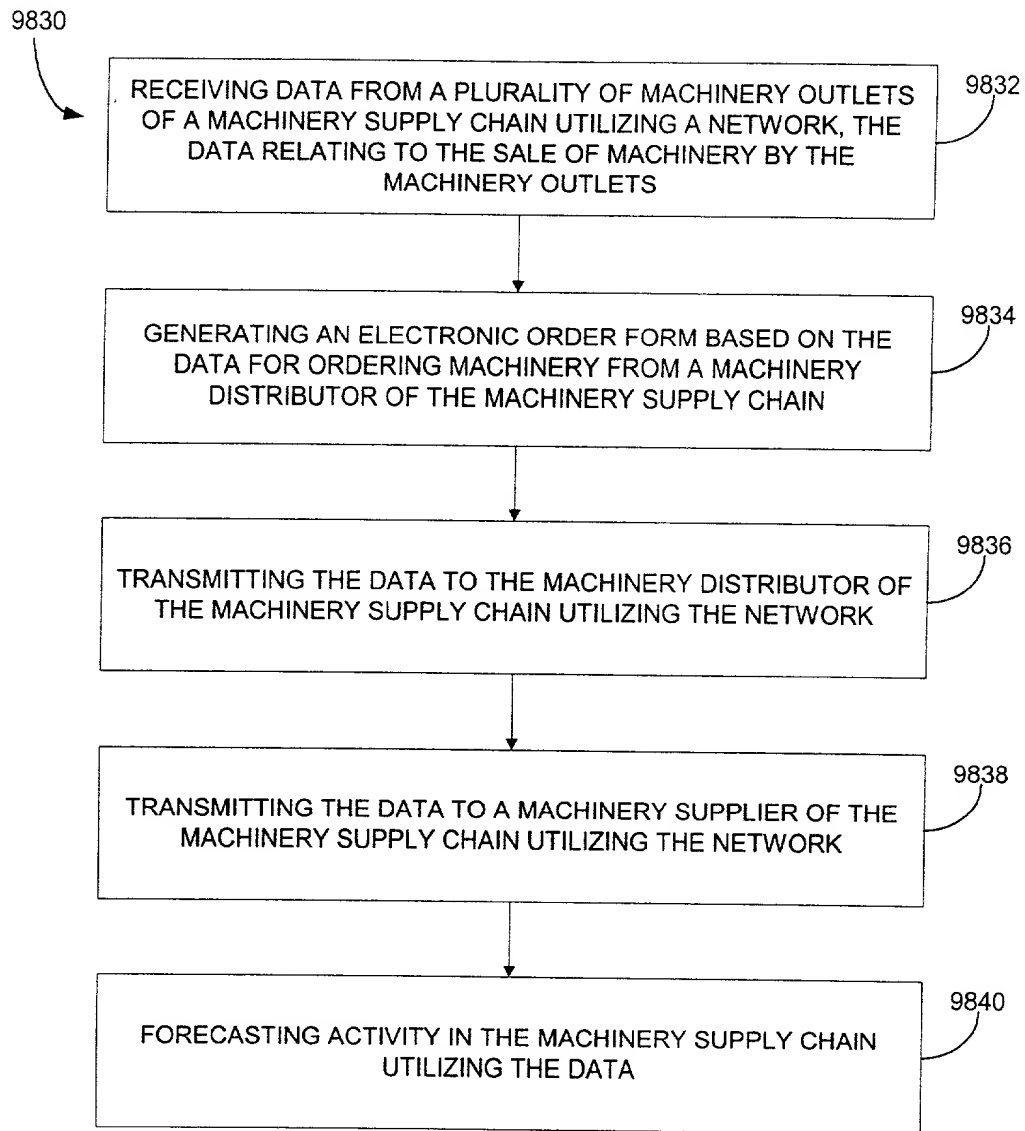 9830
RECEIVING DATA FROM A PLURALITY OF MACHINERY OUTLETS
OF A MACHINERY SUPPLY CHAIN UTILIZING A NETWORK, THE
DATA RELATING TO THE SALE OF MACHINERY BY THE
MACHINERY OUTLETS
9832
GENERATING AN ELECTRONIC ORDER FORM BASED ON THE
DATA FOR ORDERING MACHINERY FROM A MACHINERY
DISTRIBUTOR OF THE MACHINERY SUPPLY CHAIN
9834
TRANSMITTING THE DATA TO THE MACHINERY DISTRIBUTOR OF
THE MACHINERY SUPPLY CHAIN UTILIZING THE NETWORK
9836
TRANSMITTING THE DATA TO A MACHINERY SUPPLIER OF THE
MACHINERY SUPPLY CHAIN UTILIZING THE NETWORK
9838
FORECASTING ACTIVITY IN THE MACHINERY SUPPLY CHAIN
UTILIZING THE DATA
9840